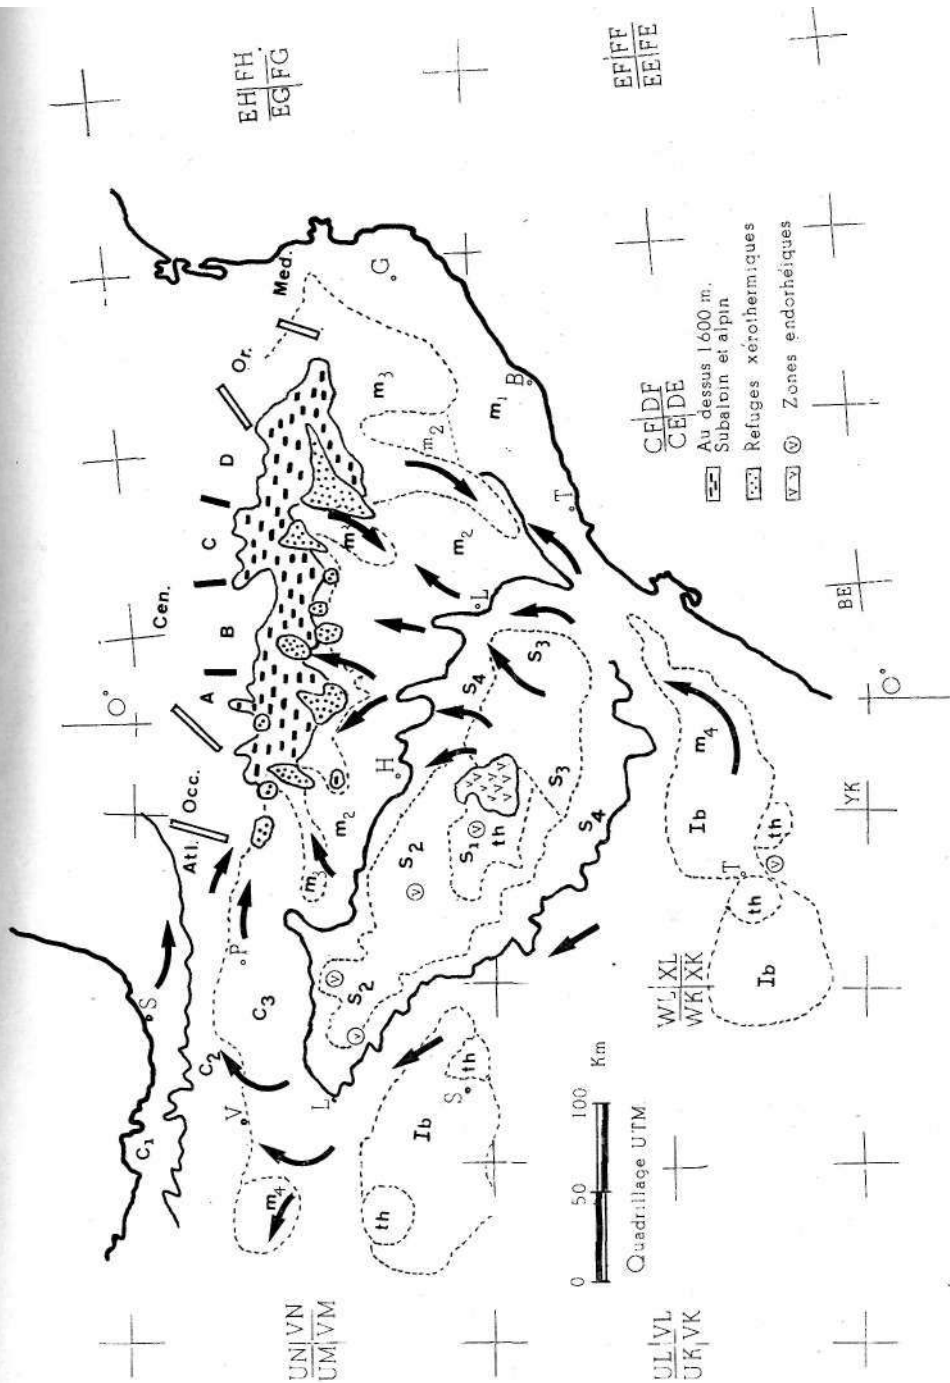 C₁
S
Atl.
Occ.
Cen.
Or.
Med.
O°
A
B
C
D
C₂
V
P
C₃
m₄
m₃
m₂
m₃
m₂
m₃
m₂
m₁
L
H
L
G
B
T
s₂
s₂
s₁
th
s₄
s₃
s₃
s₄
Ib
th
th
S
Ib
th
T
Ib
th
m₄
UN VN
UM VM
EH FH
EG FG
UL VL
UK VK
WL XL
WK XK
YK
BE
CF DF
CE DE
EF FF
EE FE
O°
0 50 100 Km
Quadrillage UTM
Au dessus 1600 m.
Subalpin et alpin
Refuges xérothermiques
v v v Zones endorhéiques